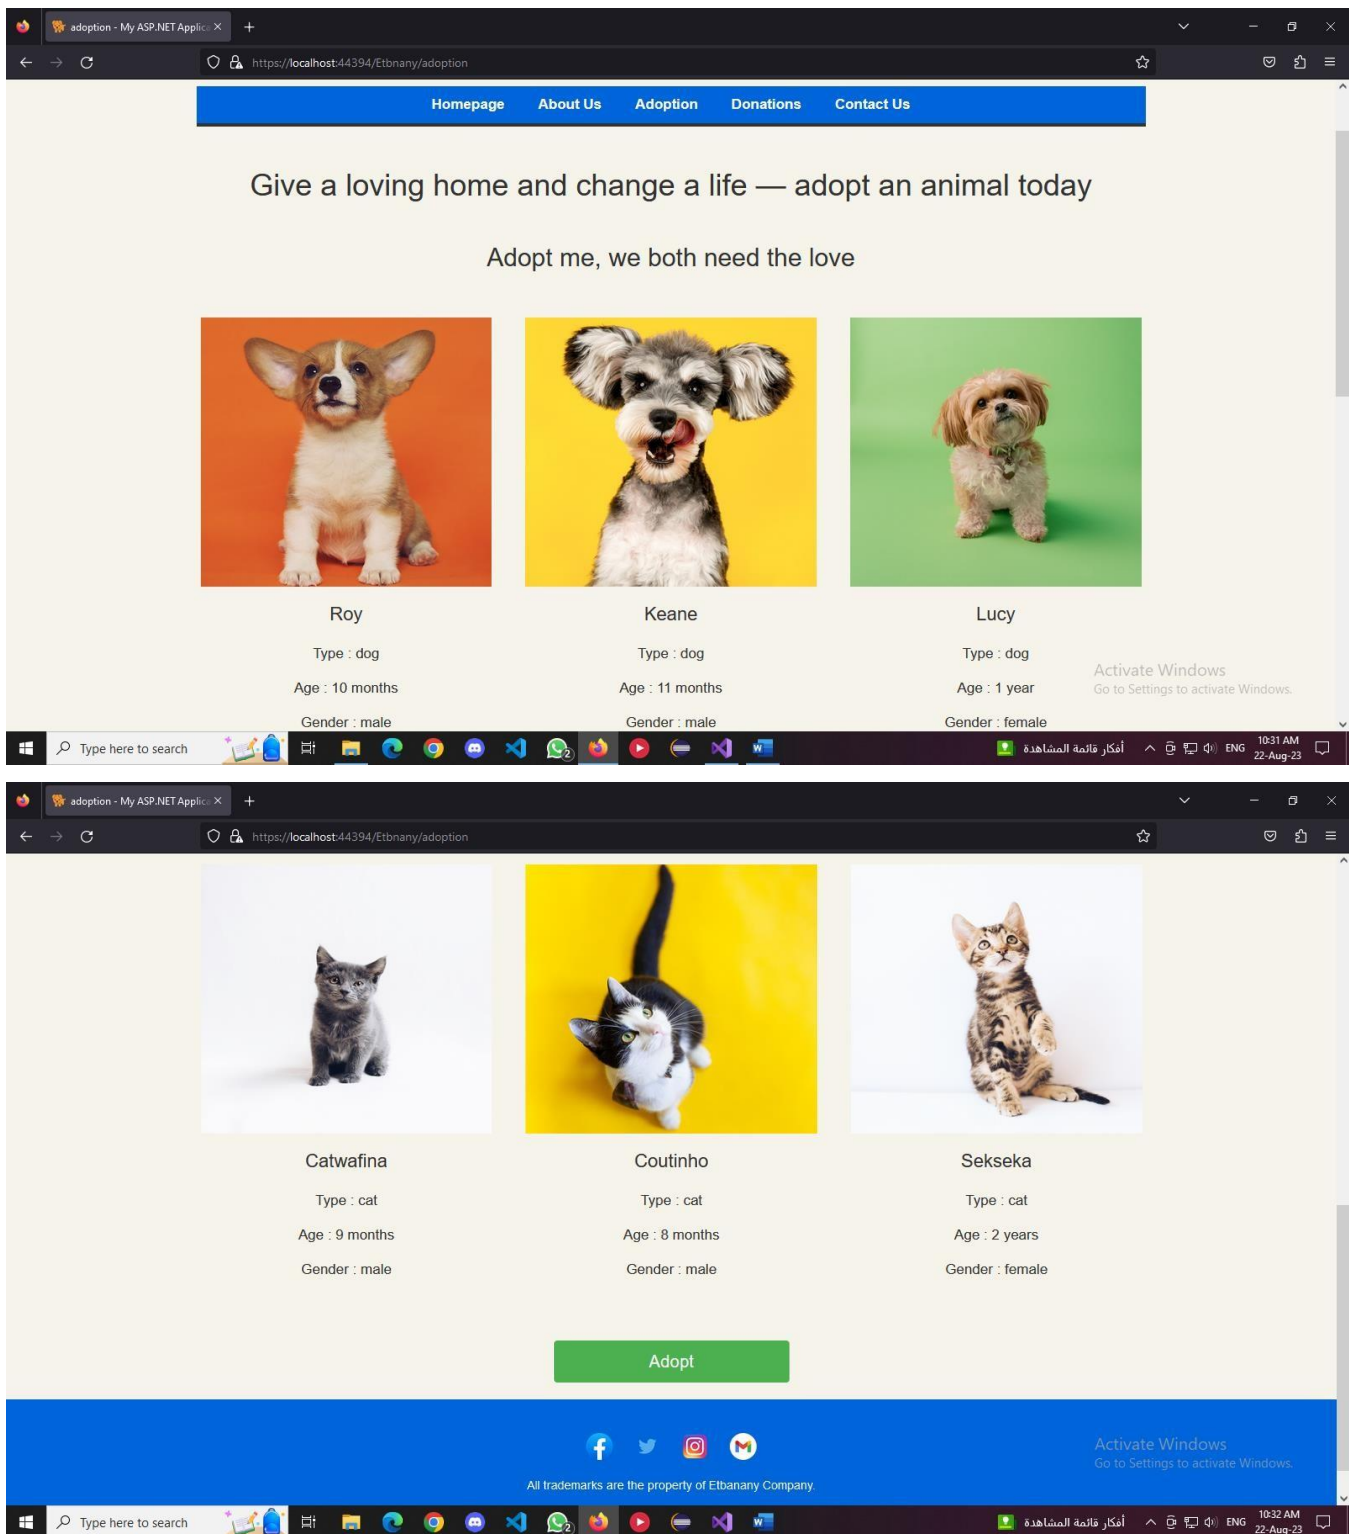 adoption - My ASP.NET Applica
https://localhost:44394/Etbnany/adoption
Homepage About Us Adoption Donations Contact Us
Give a loving home and change a life — adopt an animal today
Adopt me, we both need the love
Roy Keane Lucy
Type : dog Type : dog Type : dog
Age : 10 months Age : 11 months Age : 1 year
Gender : male Gender : male Gender : female
Activate Windows
Go to Settings to activate Windows.
Type here to search
2
أفكار قائمة المشاهدة
ENG
10:31 AM
22-Aug-23
adoption - My ASP.NET Applica
https://localhost:44394/Etbnany/adoption
Catwafina Coutinho Sekseka
Type : cat Type : cat Type : cat
Age : 9 months Age : 8 months Age : 2 years
Gender : male Gender : male Gender : female
Adopt
Activate Windows
Go to Settings to activate Windows.
All trademarks are the property of Etbanany Company.
Type here to search
2
أفكار قائمة المشاهدة
ENG
10:32 AM
22-Aug-23